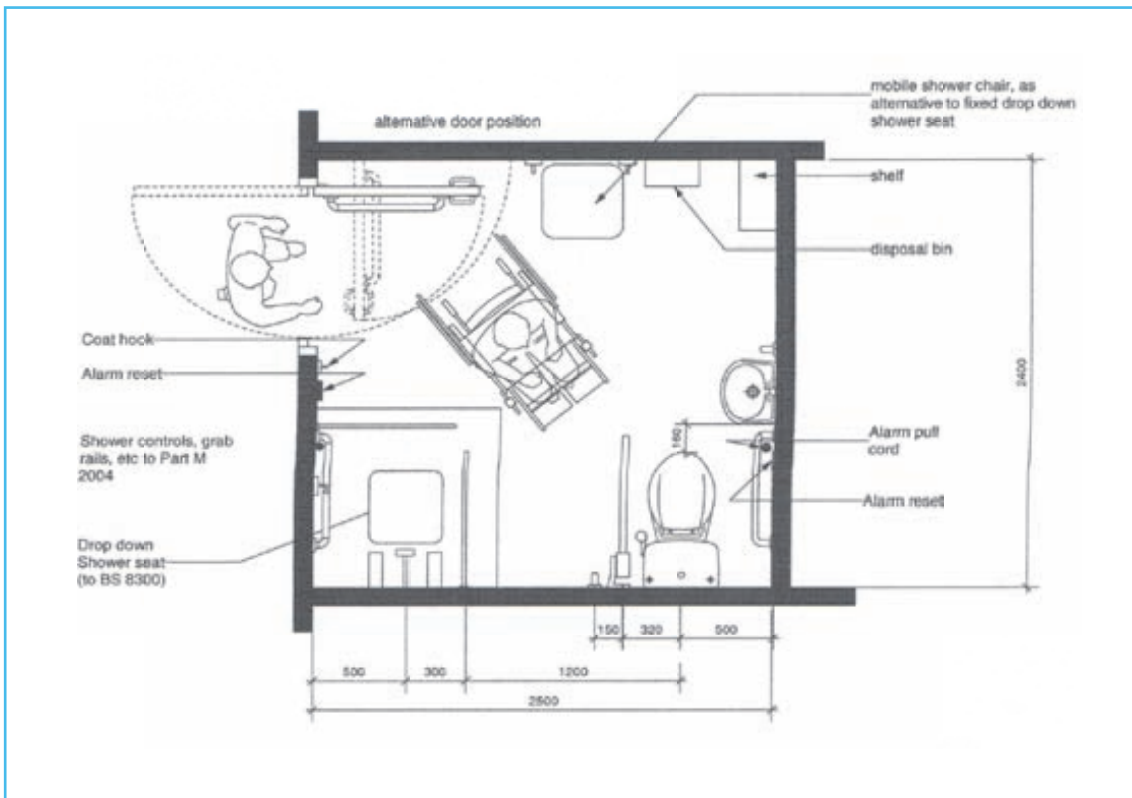 mobile shower chair, as
alternative to fixed drop down
shower seat
alternative door position
shelf
disposal bin
Coat hook
Alarm reset
2400
Shower controls, grab
rails, etc to Part M
2004
Alarm pull
cord
160
Alarm reset
Drop down
Shower seat
(to BS 8300)
150
320
500
500
300
1200
2500